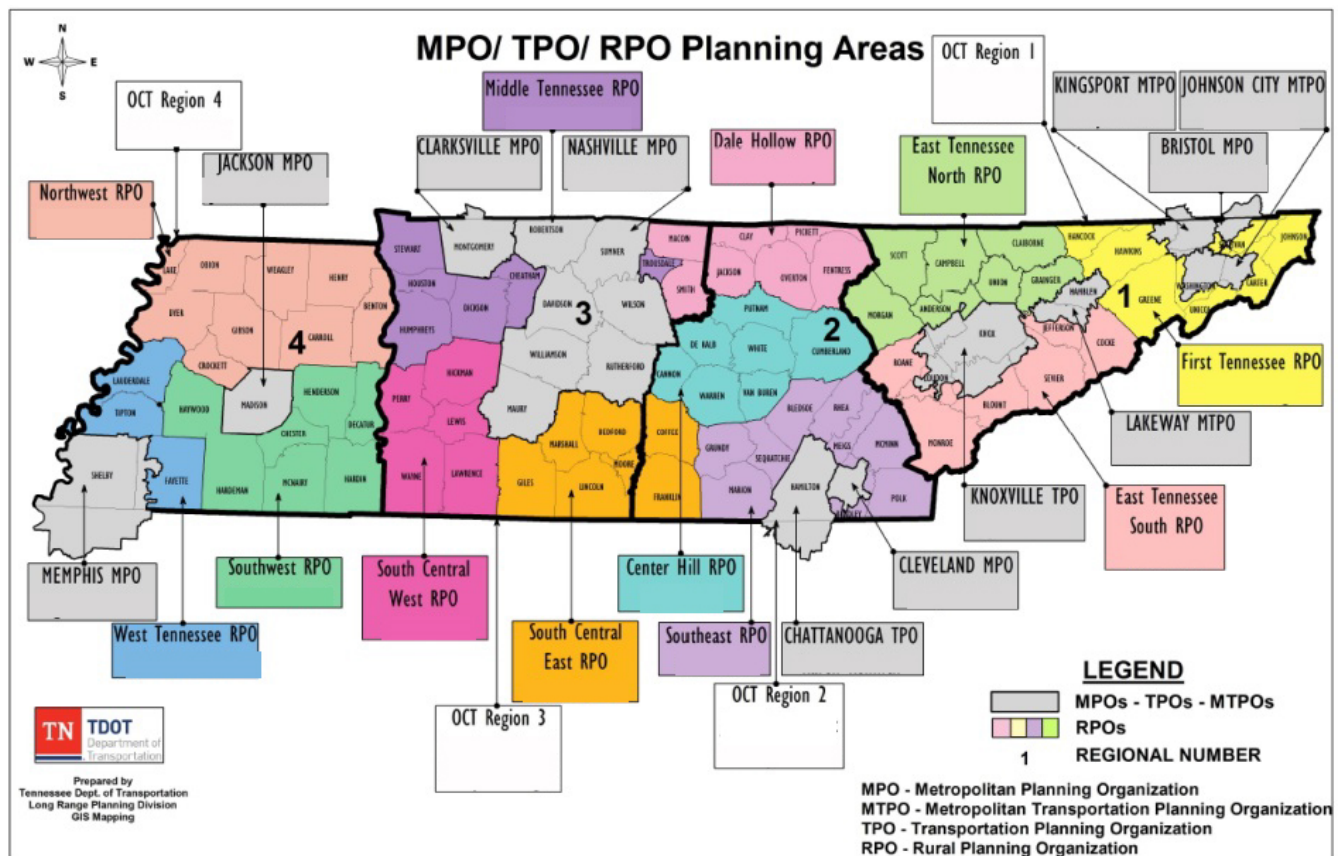 N
W E
S
MPO/ TPO/ RPO Planning Areas
OCT Region 1
KINGSPORT MTPO
JOHNSON CITY MTPO
OCT Region 4
Middle Tennessee RPO
JACKSON MPO
CLARKSVILLE MPO
NASHVILLE MPO
Dale Hollow RPO
East Tennessee
North RPO
BRISTOL MPO
Northwest RPO
LAKE
OBION
WEAKLEY
HENRY
BENTON
DYER
GIBSON
CARROLL
CROCKETT
4
LAUDERDALE
TIPTON
HAYWOOD
MADISON
HENDERSON
DECATUR
CHESTER
SHELBY
FAYETTE
HARDEMAN
MCNAIRY
HARDIN
STEWART
MONTGOMERY
ROBERTSON
SUMNER
MACON
TROUSDALE
SMITH
HOUSTON
CHEATHAM
DICKSON
HUMPHREYS
DAVIDSON
WILSON
3
WILLIAMSON
RUTHERFORD
HICKMAN
PERRY
LEWIS
MAURY
WAYNE
LAWRENCE
GILES
MARSHALL
BEDFORD
MOORE
LINCOLN
CLAY
PICKETT
JACKSON
OVERTON
FENTRESS
PUTNAM
2
DE KALB
WHITE
CUMBERLAND
CANNON
WARREN
VAN BUREN
COFFEE
FRANKLIN
BLEDSOE
RHEA
GRUNDY
SEQUATCHIE
MEIGS
MCMINN
MARION
HAMILTON
POLK
SCOTT
CAMPBELL
CLAIBORNE
UNION
GRAINGER
MORGAN
ANDERSON
HAMBLEN
KNOX
JEFFERSON
COCKE
ROANE
LOUDON
SEVIER
BLOUNT
MONROE
HANCOCK
HAWKINS
GREENE
1
WASHINGTON
UNICOI
CARTER
JOHNSON
First Tennessee RPO
LAKEWAY MTPO
KNOXVILLE TPO
East Tennessee
South RPO
MEMPHIS MPO
Southwest RPO
South Central
West RPO
Center Hill RPO
CLEVELAND MPO
West Tennessee RPO
South Central
East RPO
Southeast RPO
CHATTANOOGA TPO
OCT Region 3
OCT Region 2
LEGEND
MPOs - TPOs - MTPOs
RPOs
1 REGIONAL NUMBER
MPO - Metropolitan Planning Organization
MTPO - Metropolitan Transportation Planning Organization
TPO - Transportation Planning Organization
RPO - Rural Planning Organization
TN TDOT
Department of
Transportation
Prepared by
Tennessee Dept. of Transportation
Long Range Planning Division
GIS Mapping